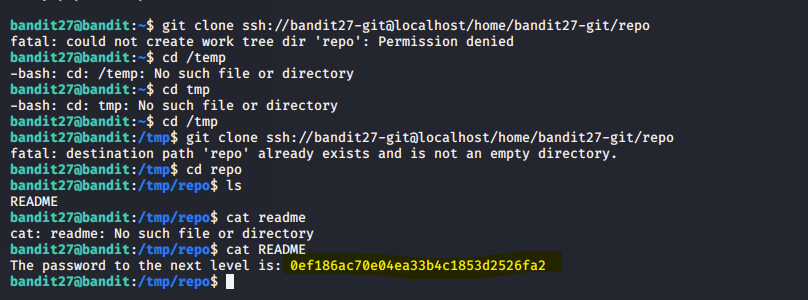 bandit27@bandit:~$ git clone ssh://bandit27-git@localhost/home/bandit27-git/repo
fatal: could not create work tree dir 'repo': Permission denied
bandit27@bandit:~$ cd /temp
-bash: cd: /temp: No such file or directory
bandit27@bandit:~$ cd tmp
-bash: cd: tmp: No such file or directory
bandit27@bandit:~$ cd /tmp
bandit27@bandit:/tmp$ git clone ssh://bandit27-git@localhost/home/bandit27-git/repo
fatal: destination path 'repo' already exists and is not an empty directory.
bandit27@bandit:/tmp$ cd repo
bandit27@bandit:/tmp/repo$ ls
README
bandit27@bandit:/tmp/repo$ cat readme
cat: readme: No such file or directory
bandit27@bandit:/tmp/repo$ cat README
The password to the next level is: 0ef186ac70e04ea33b4c1853d2526fa2
bandit27@bandit:/tmp/repo$